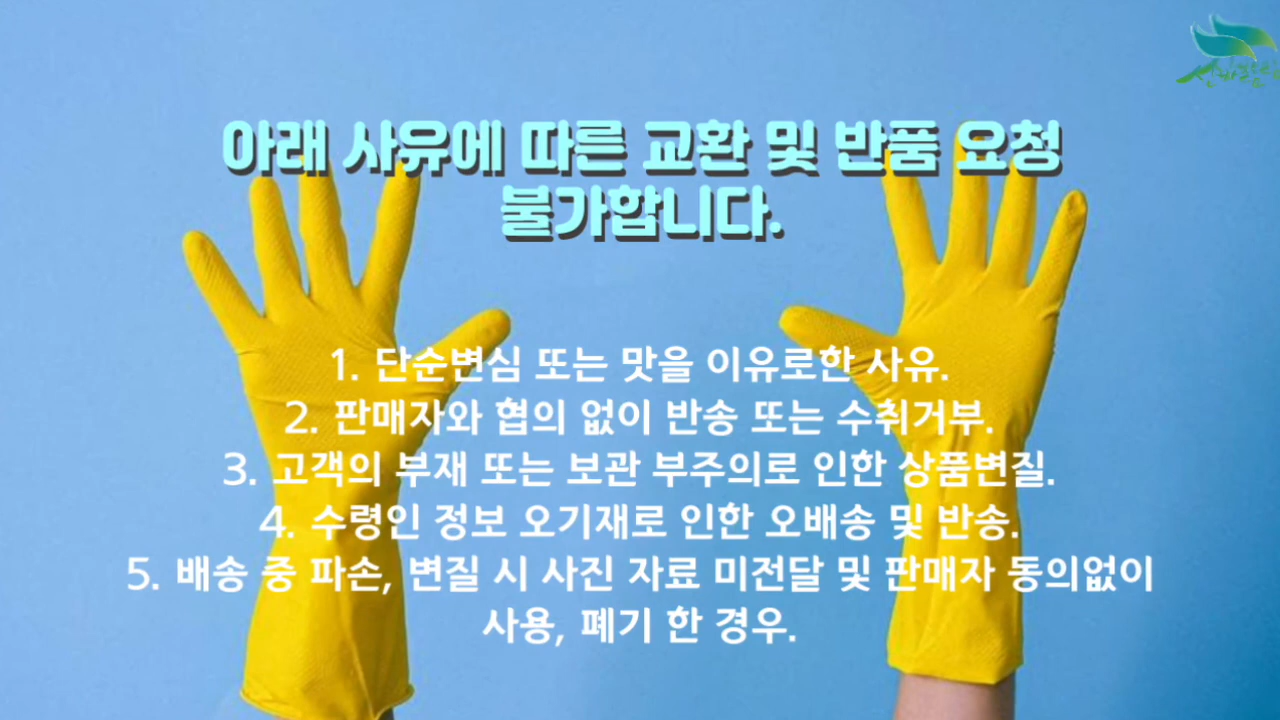 아래 사유에 따른 교환 및 반품 요청
불가합니다.
1. 단순변심 또는 맛을 이유로한 사유.
2. 판매자와 협의 없이 반송 또는 수취거부.
3. 고객의 부재 또는 보관 부주의로 인한 상품변질.
4. 수령인 정보 오기재로 인한 오배송 및 반송.
5. 배송 중 파손, 변질 시 사진 자료 미전달 및 판매자 동의없이
사용, 폐기 한 경우.